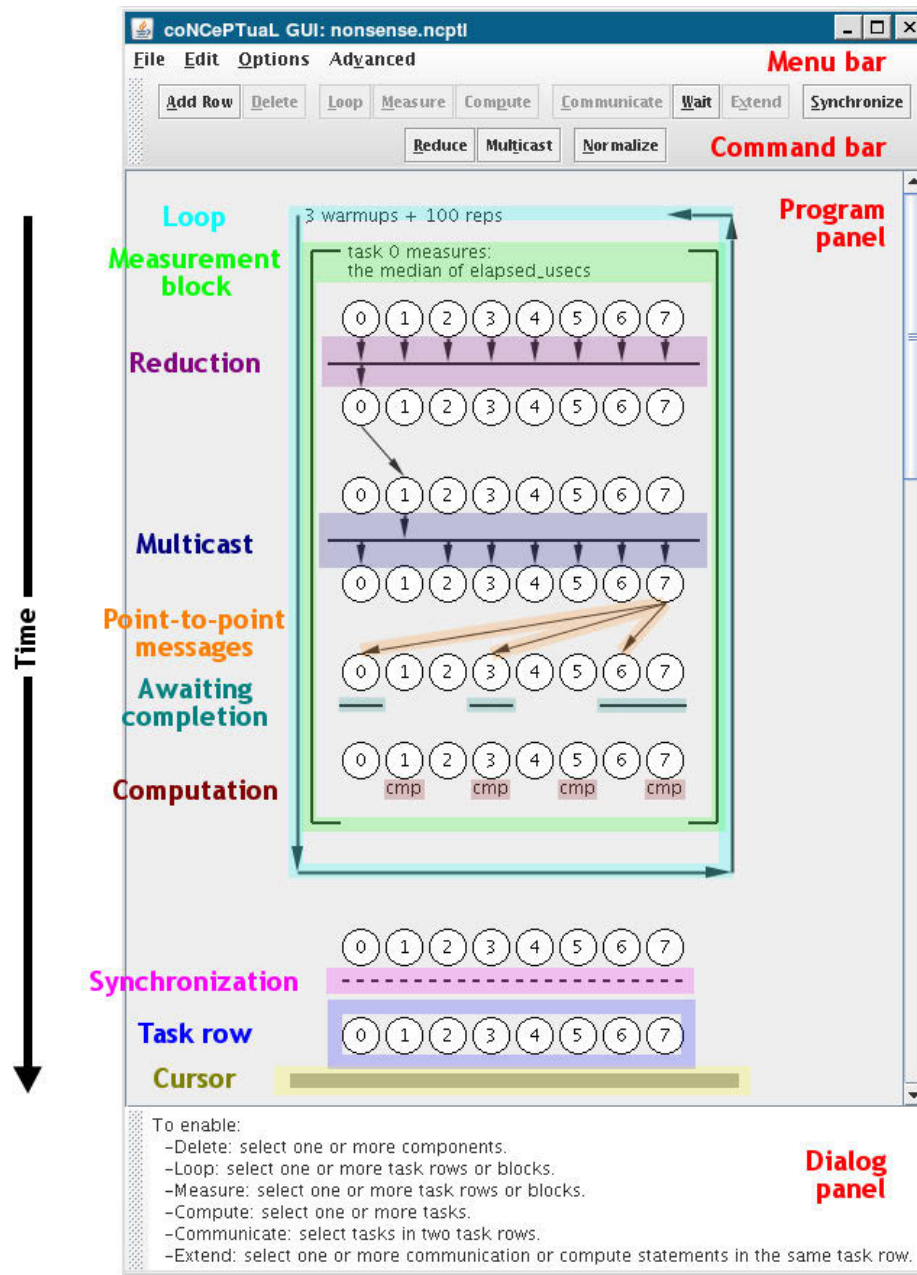 coNCePTuaL GUI: nonsense.ncptl
File Edit Options Advanced
Menu bar
Add Row Delete Loop Measure Compute Communicate Wait Extend Synchronize
Reduce Multicast Normalize
Command bar
Program
panel
Time
Loop
3 warmups + 100 reps
Measurement
block
task 0 measures:
the median of elapsed_usecs
0 1 2 3 4 5 6 7
Reduction
0 1 2 3 4 5 6 7
0 1 2 3 4 5 6 7
Multicast
0 1 2 3 4 5 6 7
Point-to-point
messages
0 1 2 3 4 5 6 7
Awaiting
completion
0 1 2 3 4 5 6 7
Computation
cmp cmp cmp cmp
0 1 2 3 4 5 6 7
Synchronization
Task row
0 1 2 3 4 5 6 7
Cursor
To enable:
-Delete: select one or more components.
-Loop: select one or more task rows or blocks.
-Measure: select one or more task rows or blocks.
-Compute: select one or more tasks.
-Communicate: select tasks in two task rows.
-Extend: select one or more communication or compute statements in the same task row.
Dialog
panel